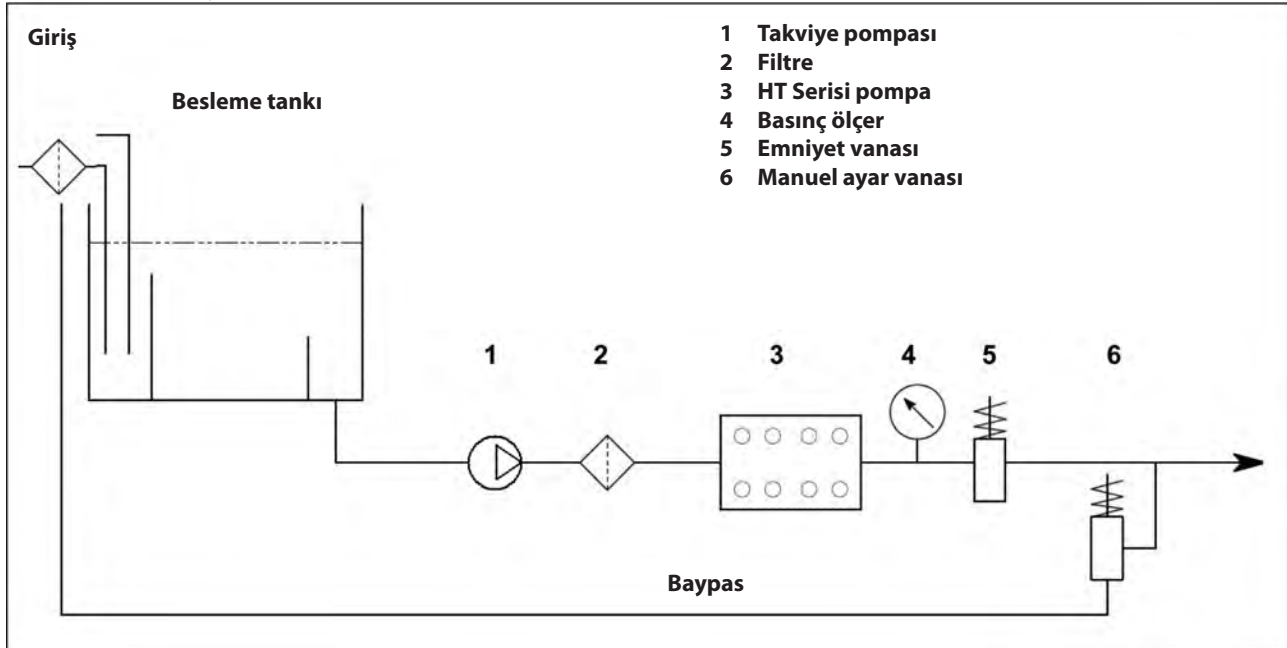 Giriş
Besleme tankı
1 Takviye pompası
2 Filtre
3 HT Serisi pompa
4 Basınç ölçer
5 Emniyet vanası
6 Manuel ayar vanası
1 2 3 4 5 6
Baypas